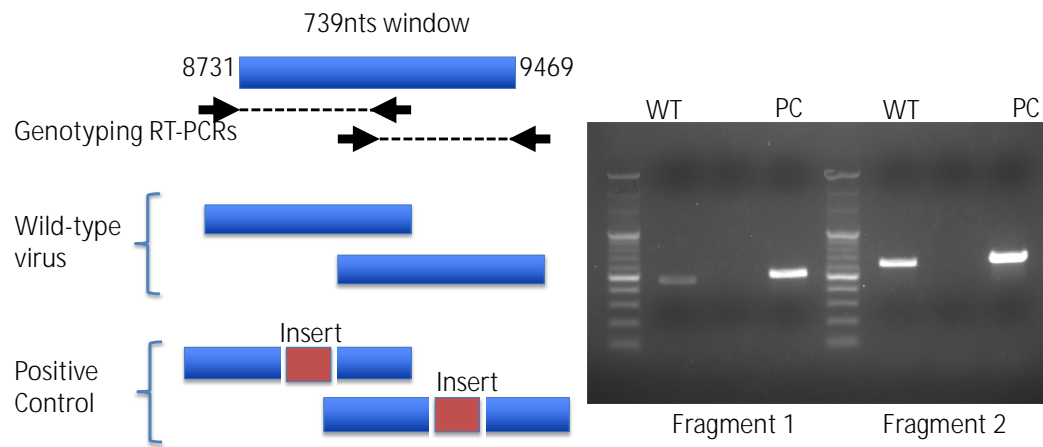 739nts window
8731
9469
Genotyping RT-PCRs
Wild-type
virus
Insert
Positive
Control
Insert
WT PC WT PC
Fragment 1 Fragment 2